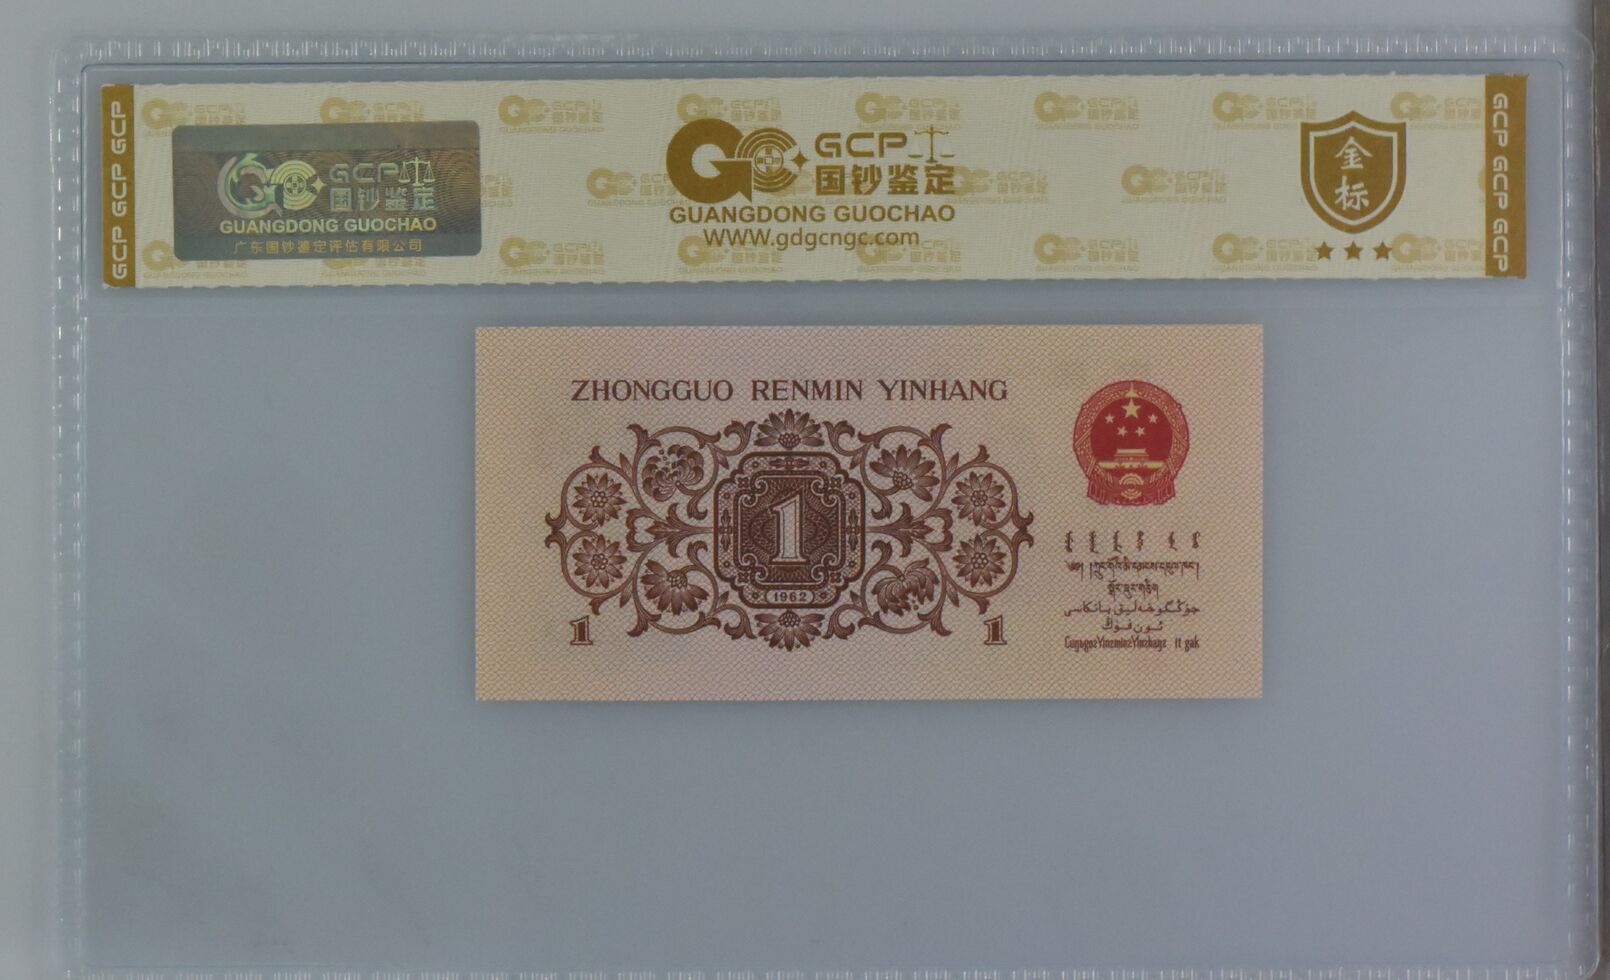 GCP GCP GCP
GCP
国钞鉴定
GUANGDONG GUOCHAO
广东国钞鉴定评估有限公司
GCP
国钞鉴定
GUANGDONG GUOCHAO
WWW.gdgcngc.com
金
标
GCP GCP GCP
ZHONGGUO RENMIN YINHANG
1
1962
1
1